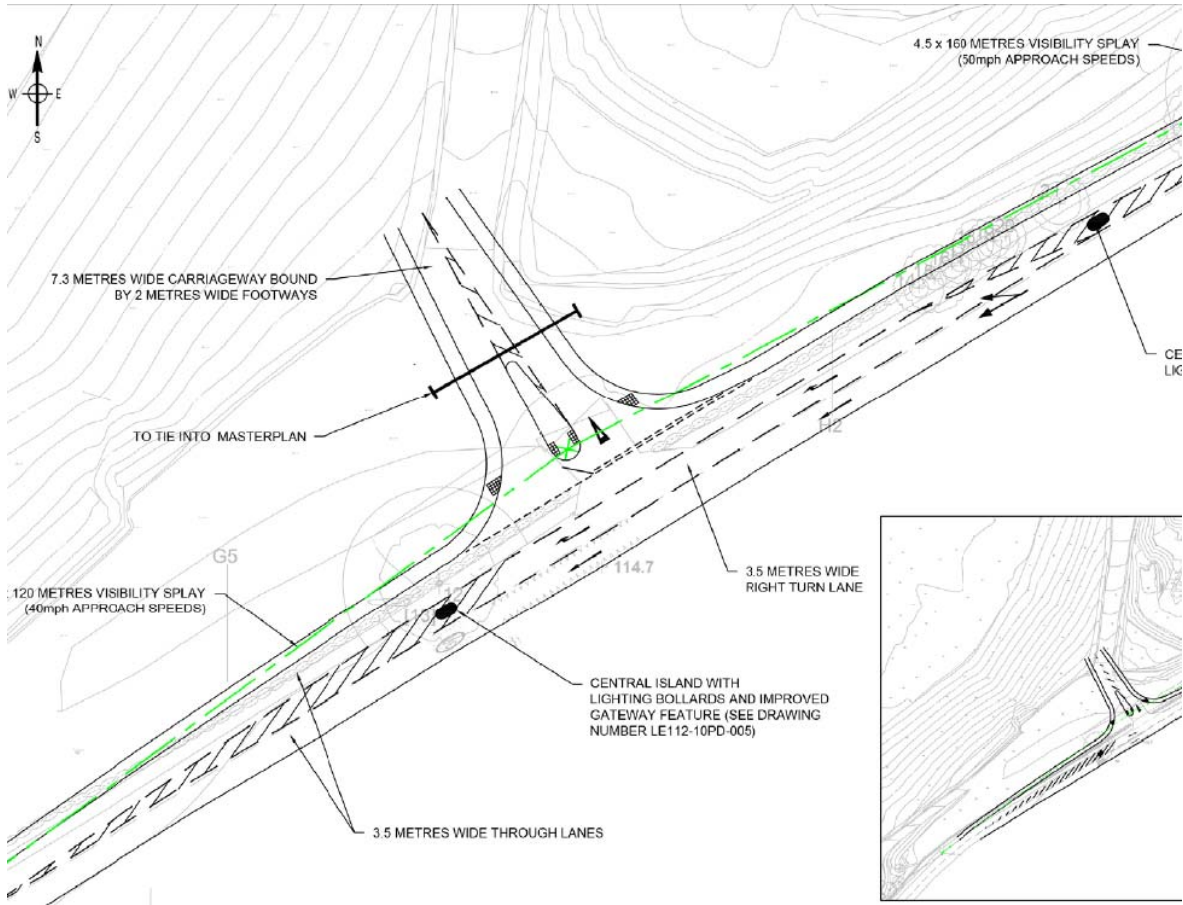 N
W E
S
4.5 x 160 METRES VISIBILITY SPLAY
(50mph APPROACH SPEEDS)
7.3 METRES WIDE CARRIAGEWAY BOUND
BY 2 METRES WIDE FOOTWAYS
CE
LIG
TO TIE INTO MASTERPLAN
H2
G5
114.7
3.5 METRES WIDE
RIGHT TURN LANE
120 METRES VISIBILITY SPLAY
(40mph APPROACH SPEEDS)
CENTRAL ISLAND WITH
LIGHTING BOLLARDS AND IMPROVED
GATEWAY FEATURE (SEE DRAWING
NUMBER LE112-10PD-005)
3.5 METRES WIDE THROUGH LANES